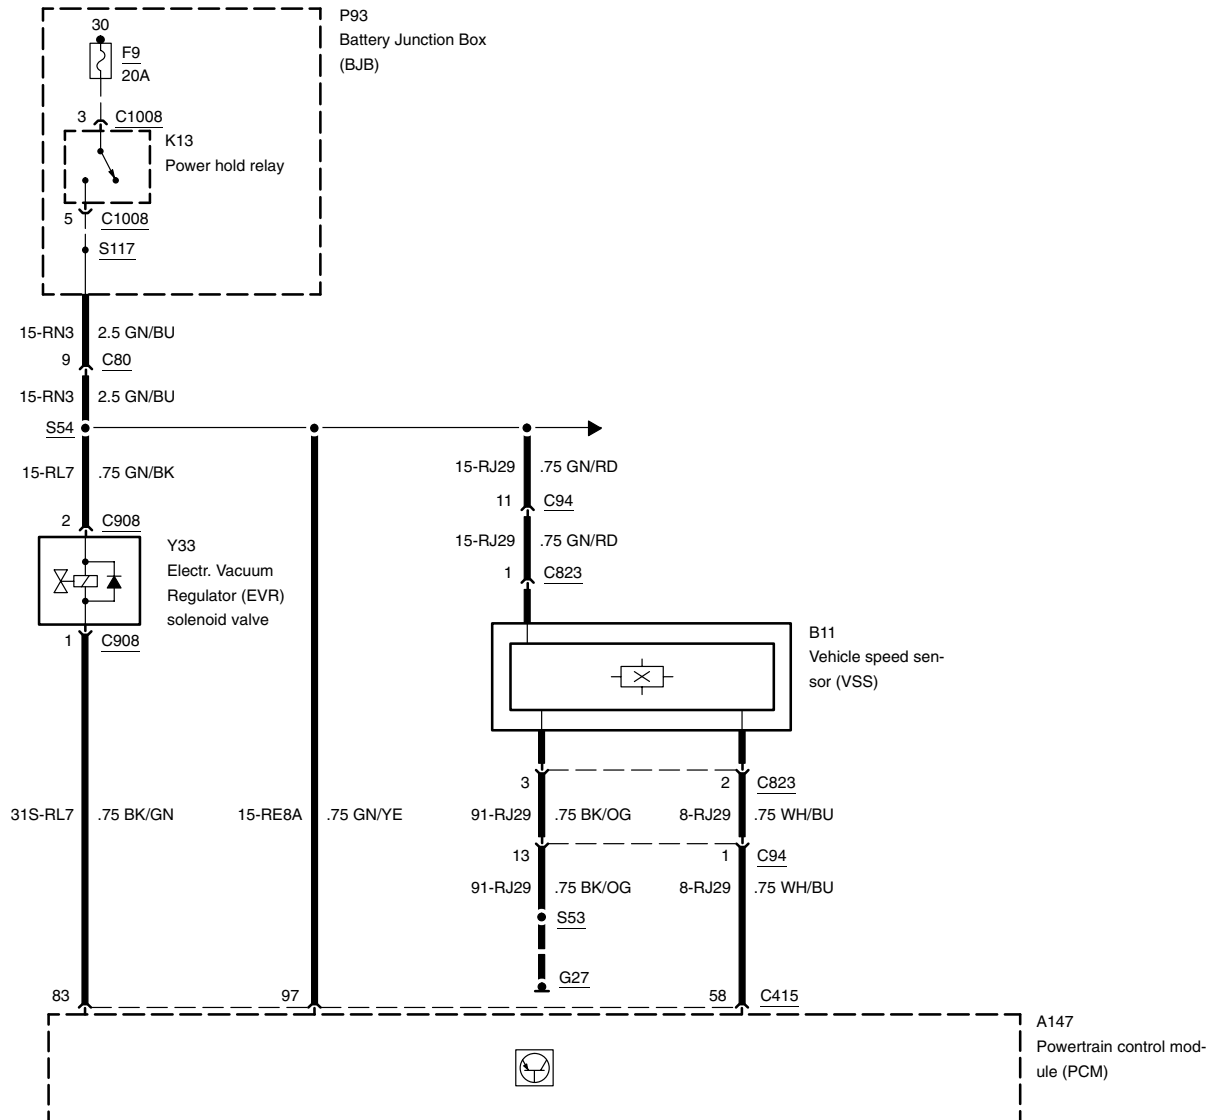 P93
Battery Junction Box
(BJB)
30
F9
20A
3 C1008
K13
Power hold relay
5 C1008
S117
15-RN3 2.5 GN/BU
9 C80
15-RN3 2.5 GN/BU
S54
15-RL7 .75 GN/BK
15-RJ29 .75 GN/RD
11 C94
2 C908
15-RJ29 .75 GN/RD
1 C823
Y33
Electr. Vacuum
Regulator (EVR)
solenoid valve
1 C908
B11
Vehicle speed sen-
sor (VSS)
3 2 C823
31S-RL7 .75 BK/GN 15-RE8A .75 GN/YE 91-RJ29 .75 BK/OG 8-RJ29 .75 WH/BU
13 1 C94
91-RJ29 .75 BK/OG 8-RJ29 .75 WH/BU
S53
G27
83 97 58 C415
A147
Powertrain control mod-
ule (PCM)